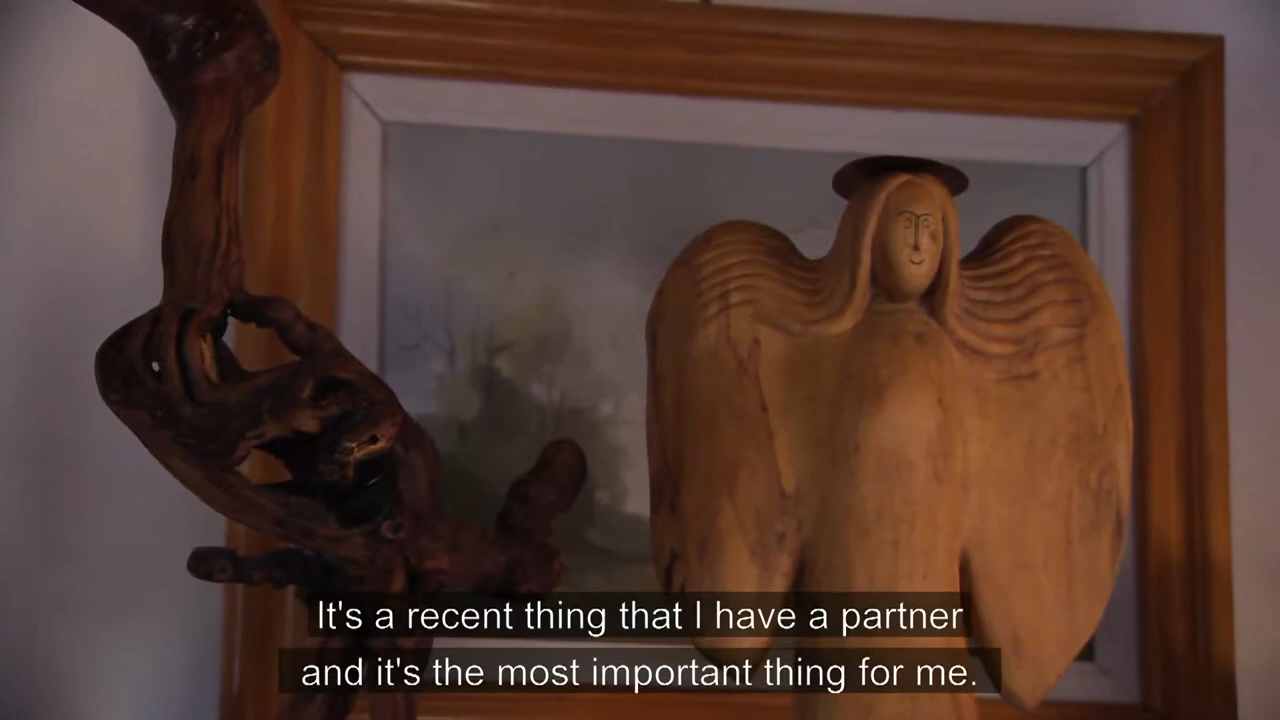 It's a recent thing that I have a partner
and it's the most important thing for me.